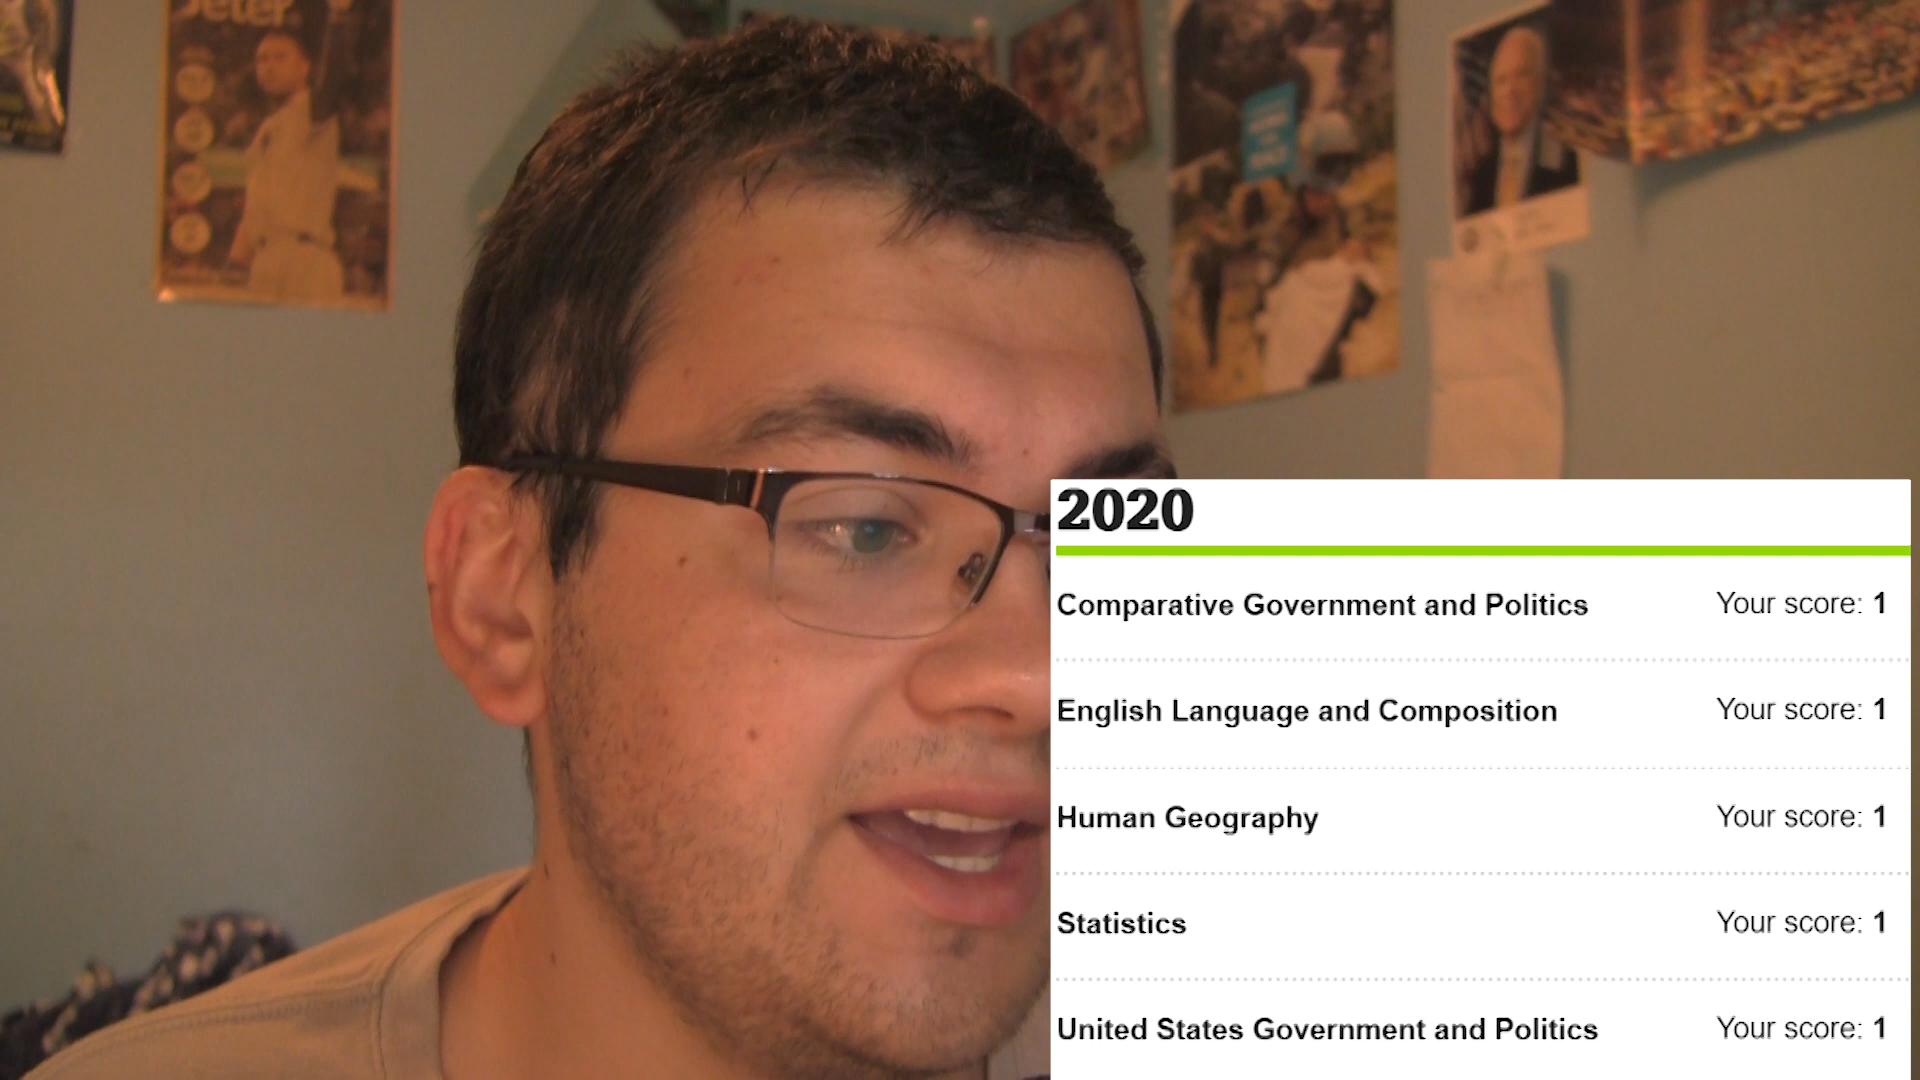 Jeter
2020
Comparative Government and Politics Your score: 1
English Language and Composition Your score: 1
Human Geography Your score: 1
Statistics Your score: 1
United States Government and Politics Your score: 1